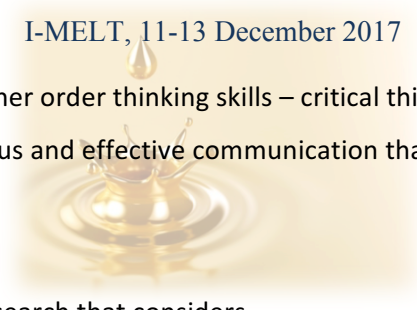 I-MELT, 11-13 December 2017
her order thinking skills – critical thi
us and effective communication tha
search that considers